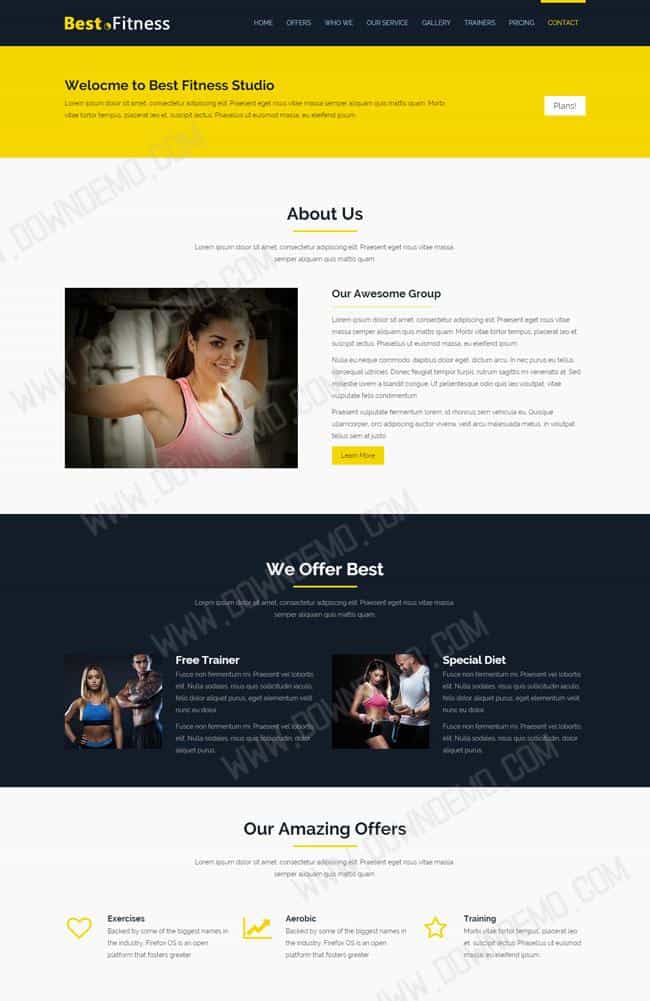 Best Fitness
HOME OFFERS WHO WE OUR SERVICE GALLERY TRAINERS PRICING CONTACT
Welocme to Best Fitness Studio
Lorem ipsum dolor sit amet, consectetur adipiscing elit. Praesent eget risus vitae massa semper aliquam quis mattis quam. Morbi
vitae tortor tempus, placerat leo et, suscipit lectus. Phasellus ut euismod massa, eu eleifend ipsum.
Plans!
About Us
Lorem ipsum dolor sit amet, consectetur adipiscing elit. Praesent eget risus vitae massa
semper aliquam quis mattis quam.
Our Awesome Group
Lorem ipsum dolor sit amet, consectetur adipiscing elit. Praesent eget risus vitae
massa semper aliquam quis mattis quam. Morbi vitae tortor tempus, placerat leo et,
suscipit lectus. Phasellus ut euismod massa, eu eleifend ipsum.
Nulla eu neque commodo, dapibus dolor eget, dictum arcu. In nec purus eu tellus
consequat ultricies. Donec feugiat tempor turpis, rutrum sagittis mi venenatis at. Sed
molestie lorem a blandit congue. Ut pellentesque odio quis leo volutpat, vitae
vulputate felis condimentum.
Praesent vulputate fermentum lorem, id rhoncus sem vehicula eu. Quisque
ullamcorper, orci adipiscing auctor viverra, velit arcu malesuada metus, in volutpat
tellus sem at justo.
Learn More
We Offer Best
Lorem ipsum dolor sit amet, consectetur adipiscing elit. Praesent eget risus vitae massa
semper aliquam quis mattis quam.
Free Trainer
Fusce non fermentum mi. Praesent vel lobortis
elit. Nulla sodales, risus quis sollicitudin iaculis,
felis dolor aliquet purus, eget elementum velit
nunc eu dolor.
Fusce non fermentum mi. Praesent vel lobortis
elit. Nulla sodales, risus quis sollicitudin, dolor
aliquet purus.
Special Diet
Fusce non fermentum mi. Praesent vel lobortis
elit. Nulla sodales, risus quis sollicitudin iaculis,
felis dolor aliquet purus, eget elementum velit
nunc eu dolor.
Fusce non fermentum mi. Praesent vel lobortis
elit. Nulla sodales, risus quis sollicitudin, dolor
aliquet purus.
Our Amazing Offers
Lorem ipsum dolor sit amet, consectetur adipiscing elit. Praesent eget risus vitae massa
semper aliquam quis mattis quam.
Exercises
Backed by some of the biggest names in
the industry, Firefox OS is an open
platform that fosters greater
Aerobic
Backed by some of the biggest names in
the industry, Firefox OS is an open
platform that fosters greater
Training
Morbi vitae tortor tempus, placerat leo
et, suscipit lectus. Phasellus ut euismod
massa, eu eleifend ipsum.
WWW.DOWNDEMO.COM